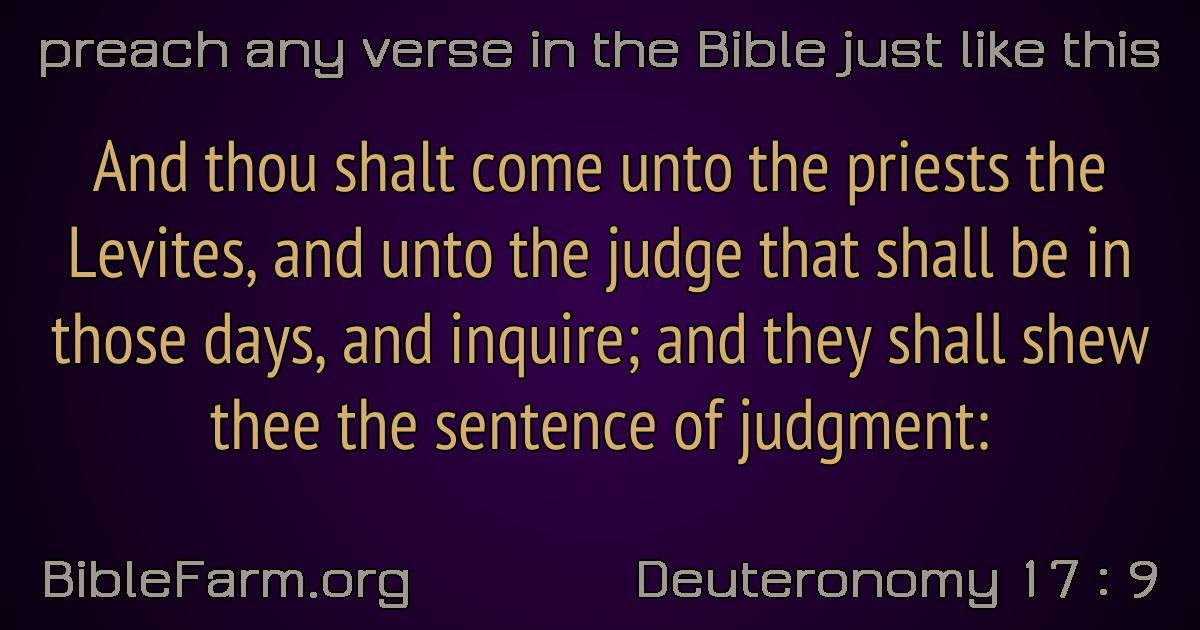 preach any verse in the Bible just like this
And thou shalt come unto the priests the
Levites, and unto the judge that shall be in
those days, and inquire; and they shall shew
thee the sentence of judgment:
BibleFarm.org
Deuteronomy 17 : 9